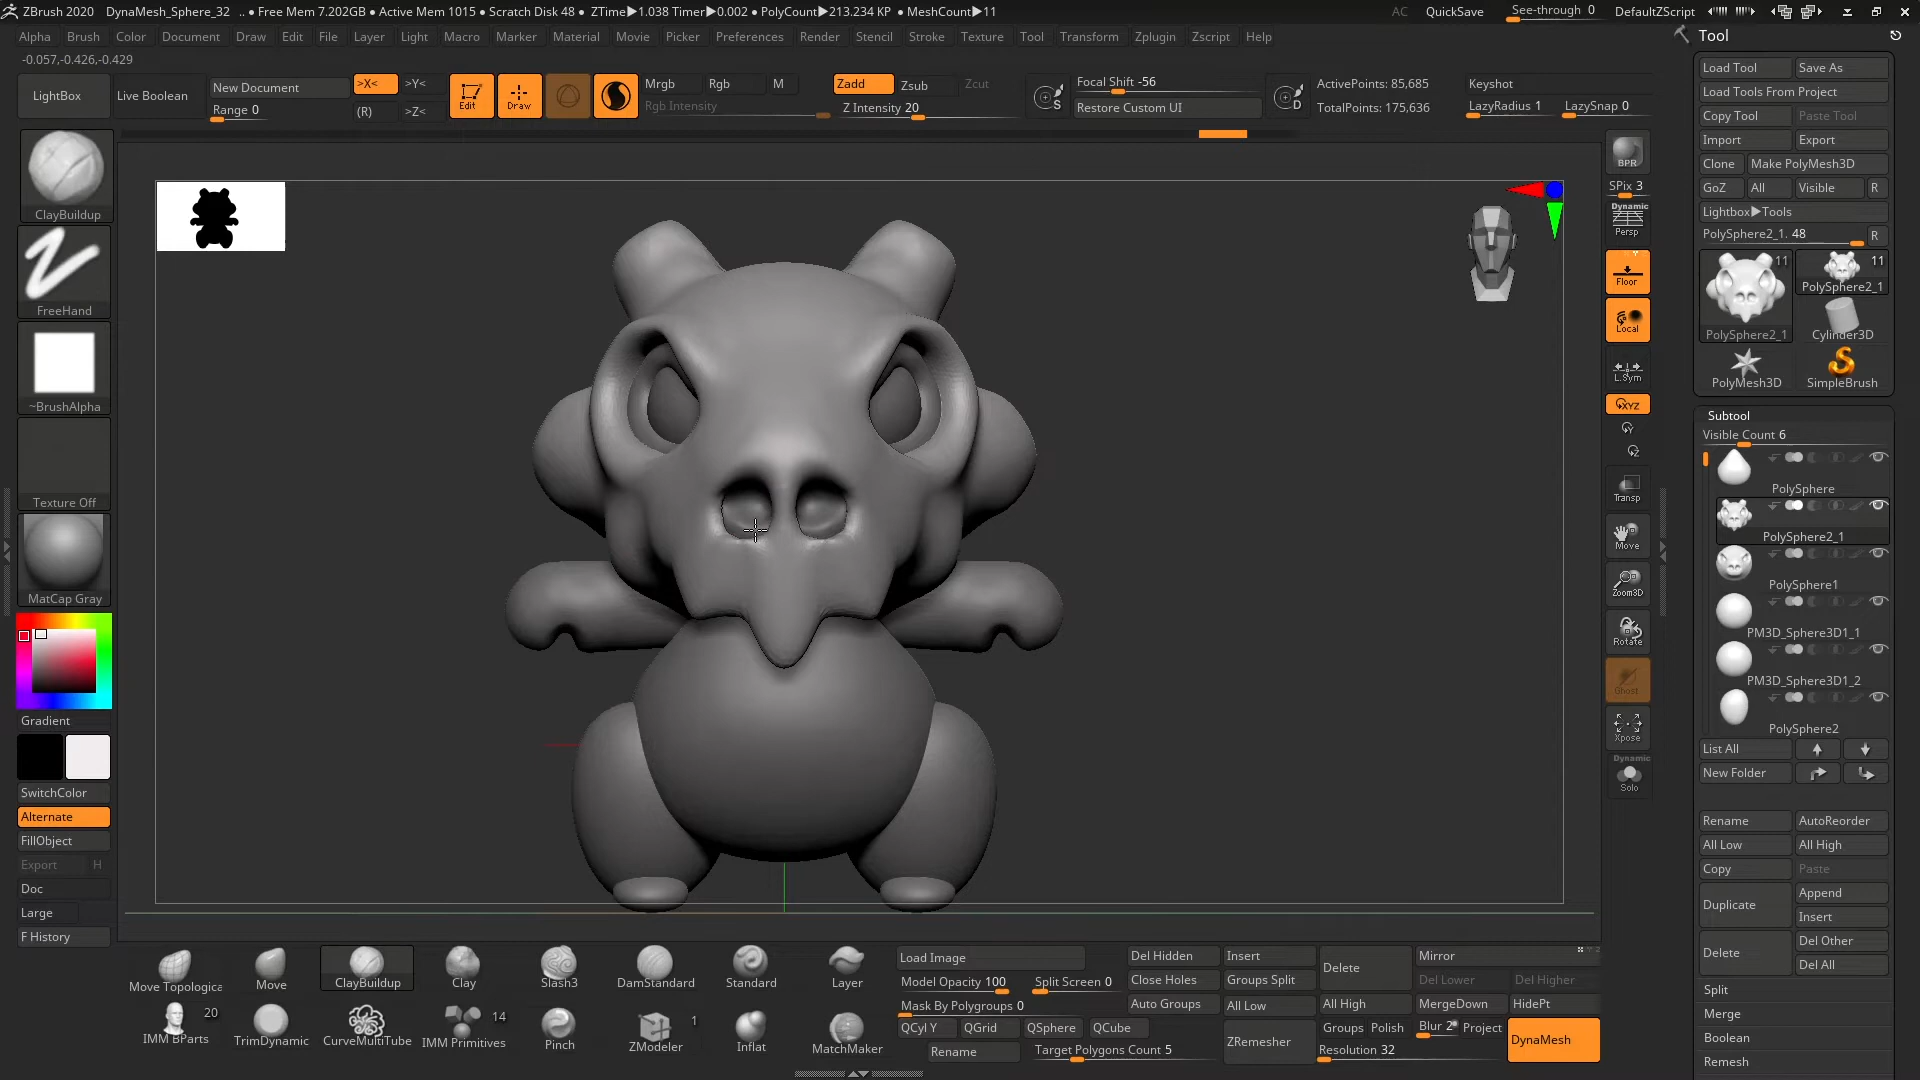 ZBrush 2020 DynaMesh_Sphere_32 .. ● Free Mem 7.202GB ● Active Mem 1015 ● Scratch Disk 48 ● ZTime▶1.038 Timer▶0.002 ● PolyCount▶213.234 KP ● MeshCount▶11 AC QuickSave See-through 0 DefaultZScript
Alpha Brush Color Document Draw Edit File Layer Light Macro Marker Material Movie Picker Preferences Render Stencil Stroke Texture Tool Transform Zplugin Zscript Help
-0.057,-0.426,-0.429
LightBox
Live Boolean
New Document
Range 0
>X< >Y<
(R) >Z<
Edit
Draw
Mrgb Rgb M
Rgb Intensity
Zadd Zsub Zcut
Z Intensity 20
S
Focal Shift -56
Restore Custom UI
D
ActivePoints: 85,685
TotalPoints: 175,636
Keyshot
LazyRadius 1 LazySnap 0
ClayBuildup
FreeHand
~BrushAlpha
Texture Off
MatCap Gray
Gradient
SwitchColor
Alternate
FillObject
Export H
Doc
Large
F History
BPR
SPix 3
Dynamic
Persp
Floor
Local
L.Sym
XYZ
Y
Z
Transp
Move
Zoom3D
Rotate
Ghost
Xpose
Dynamic
Solo
Tool
Load Tool Save As
Load Tools From Project
Copy Tool Paste Tool
Import Export
Clone Make PolyMesh3D
GoZ All Visible R
Lightbox▶Tools
PolySphere2_1. 48 R
11 11
PolySphere2_1
PolySphere2_1 Cylinder3D
PolyMesh3D SimpleBrush
Subtool
Visible Count 6
PolySphere
PolySphere2_1
PolySphere1
PM3D_Sphere3D1_1
PM3D_Sphere3D1_2
PolySphere2
List All
New Folder
Rename AutoReorder
All Low All High
Copy Paste
Duplicate Append
Insert
Delete Del Other
Del All
Split
Merge
Boolean
Remesh
Move Topologica Move ClayBuildup Clay Slash3 DamStandard Standard Layer
20 14 1
IMM BParts TrimDynamic CurveMultiTube IMM Primitives Pinch ZModeler Inflat MatchMaker
Load Image
Model Opacity 100 Split Screen 0
Mask By Polygroups 0
QCyl Y QGrid QSphere QCube
Rename Target Polygons Count 5
Del Hidden Insert Delete Mirror
Close Holes Groups Split Del Lower Del Higher
Auto Groups All Low All High MergeDown HidePt
ZRemesher Groups Polish Blur 2 Project
Resolution 32
DynaMesh